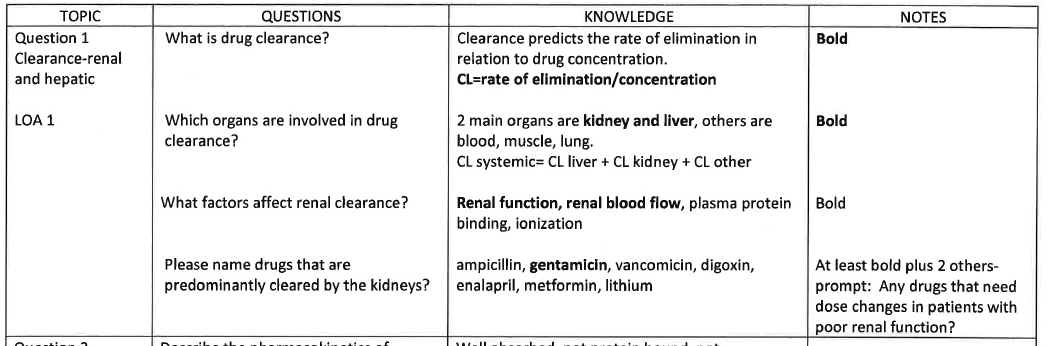 TOPIC QUESTIONS KNOWLEDGE NOTES
Question 1
Clearance-renal
and hepatic
What is drug clearance?
Clearance predicts the rate of elimination in
relation to drug concentration.
CL=rate of elimination/concentration
Bold
LOA 1
Which organs are involved in drug
clearance?
2 main organs are kidney and liver, others are
blood, muscle, lung.
CL systemic= CL liver + CL kidney + CL other
Bold
What factors affect renal clearance?
Renal function, renal blood flow, plasma protein
binding, ionization
Bold
Please name drugs that are
predominantly cleared by the kidneys?
ampicillin, gentamicin, vancomicin, digoxin,
enalapril, metformin, lithium
At least bold plus 2 others-
prompt: Any drugs that need
dose changes in patients with
poor renal function?